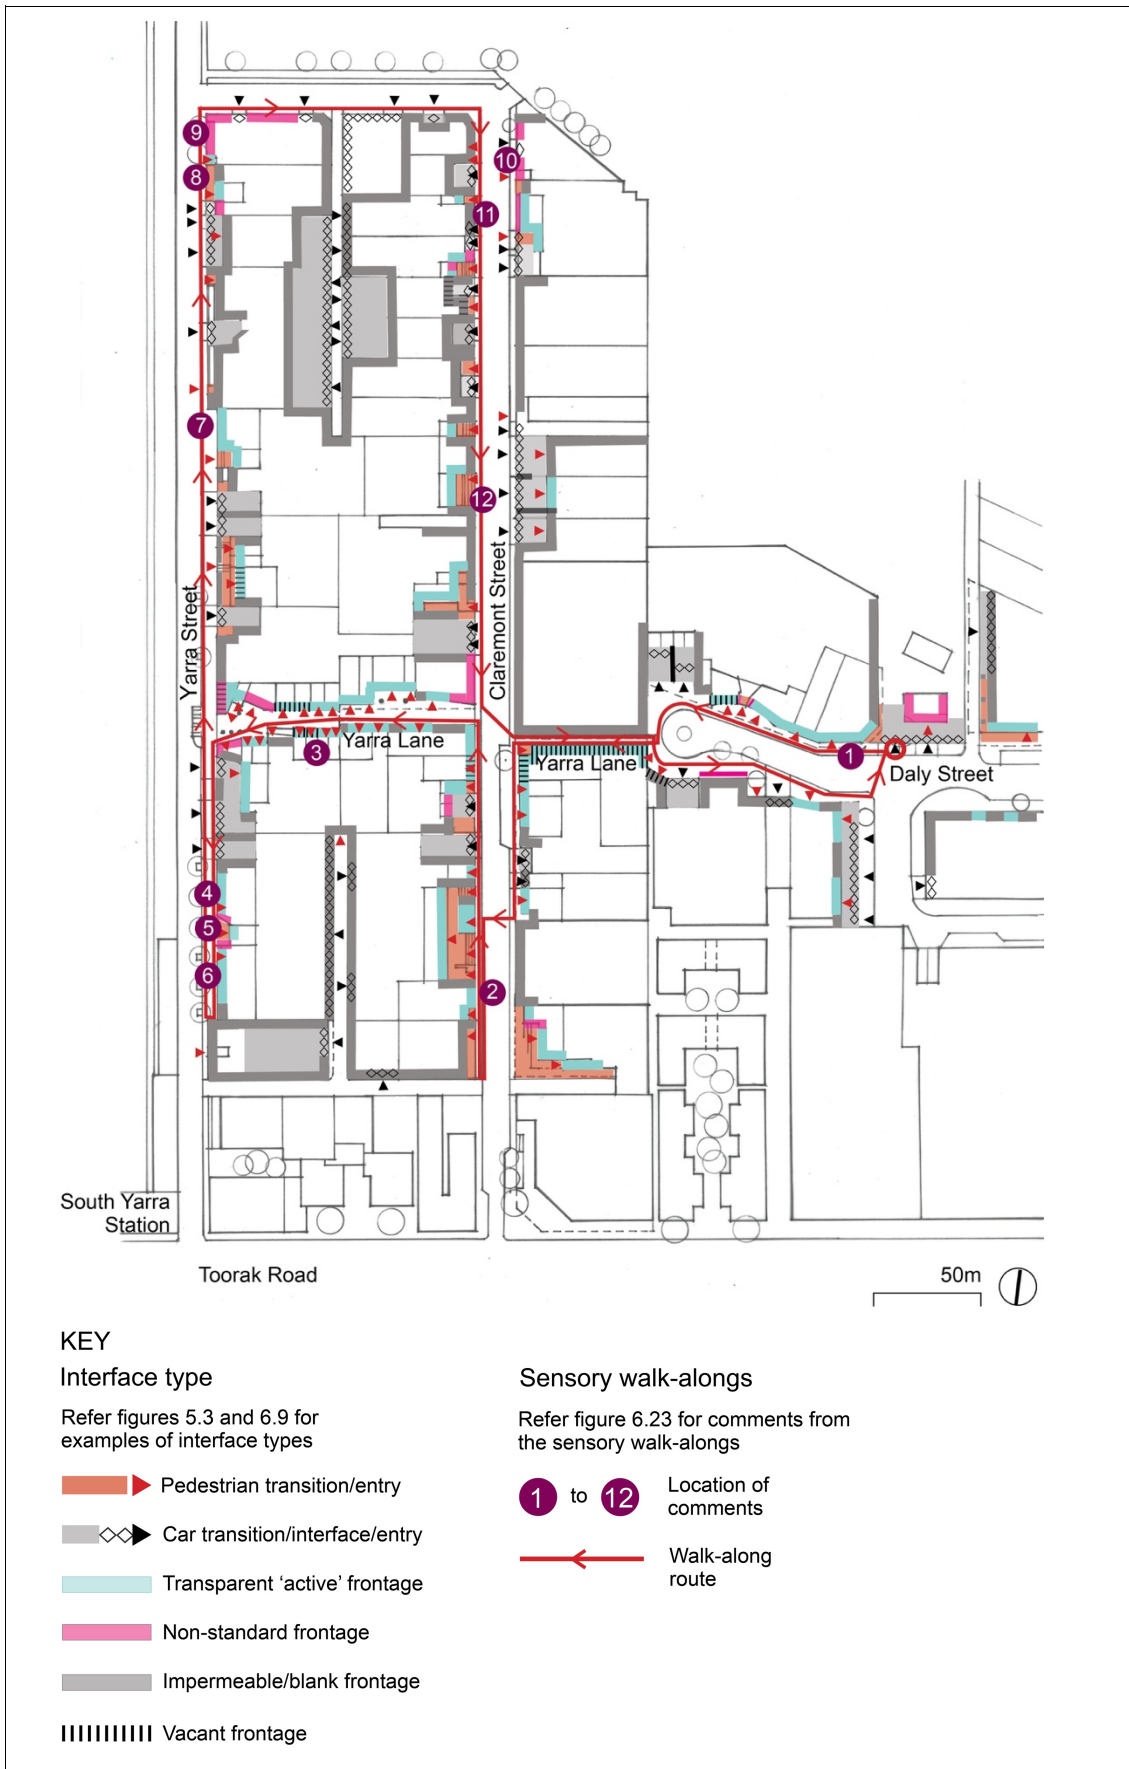 9
8
10
11
7
12
Yarra Street
Claremont Street
3
Yarra Lane
Yarra Lane
1
Daly Street
4
5
6
2
South Yarra
Station
Toorak Road
50m
KEY
Interface type
Refer figures 5.3 and 6.9 for
examples of interface types
Pedestrian transition/entry
Car transition/interface/entry
Transparent ‘active’ frontage
Non-standard frontage
Impermeable/blank frontage
Vacant frontage
Sensory walk-alongs
Refer figure 6.23 for comments from
the sensory walk-alongs
1 to 12 Location of
comments
Walk-along
route